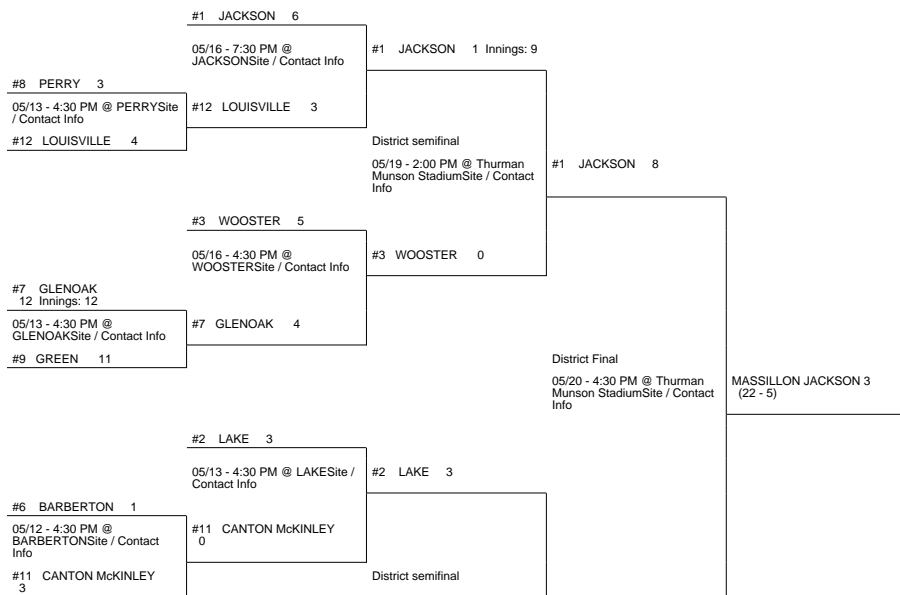 #1 JACKSON 6
05/16 - 7:30 PM @
JACKSONSite / Contact Info
#1 JACKSON 1 Innings: 9
#8 PERRY 3
05/13 - 4:30 PM @ PERRYSite
/ Contact Info
#12 LOUISVILLE 3
#12 LOUISVILLE 4
District semifinal
05/19 - 2:00 PM @ Thurman
Munson StadiumSite / Contact
Info
#1 JACKSON 8
#3 WOOSTER 5
05/16 - 4:30 PM @
WOOSTERSite / Contact Info
#3 WOOSTER 0
#7 GLENOAK
12 Innings: 12
05/13 - 4:30 PM @
GLENOAKSite / Contact Info
#7 GLENOAK 4
#9 GREEN 11
District Final
05/20 - 4:30 PM @ Thurman
Munson StadiumSite / Contact
Info
MASSILLON JACKSON 3
(22 - 5)
#2 LAKE 3
05/13 - 4:30 PM @ LAKESite /
Contact Info
#2 LAKE 3
#6 BARBERTON 1
05/12 - 4:30 PM @
BARBERTONSite / Contact
Info
#11 CANTON McKINLEY
0
#11 CANTON McKINLEY
3
District semifinal